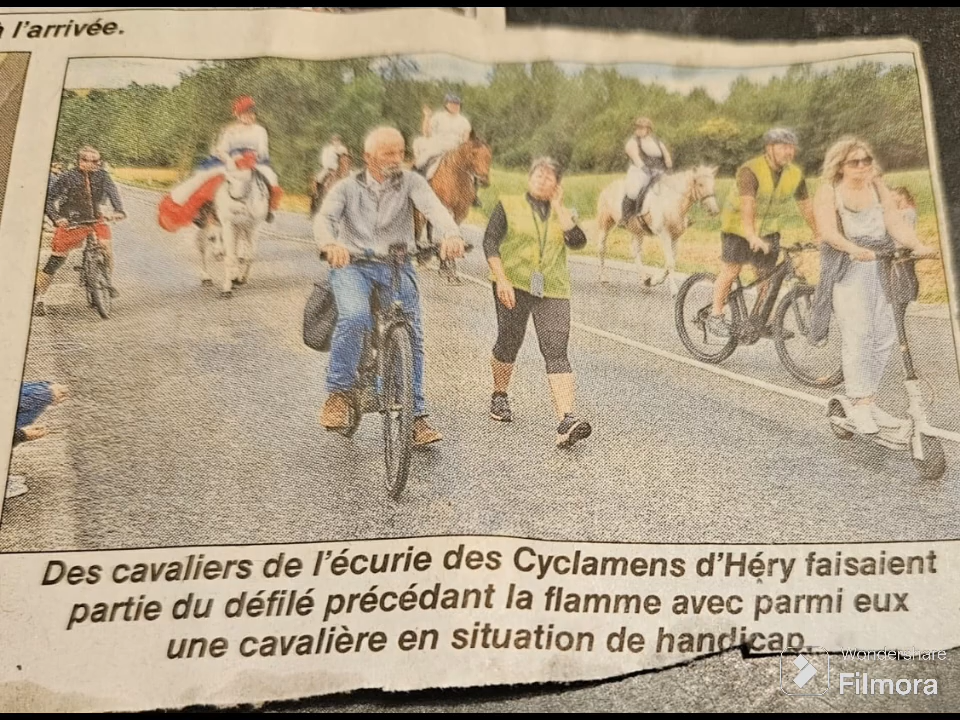 à l'arrivée.
Des cavaliers de l'écurie des Cyclamens d'Héry faisaient
partie du défilé précédant la flamme avec parmi eux
une cavalière en situation de handicap.
Wondershare
Filmora